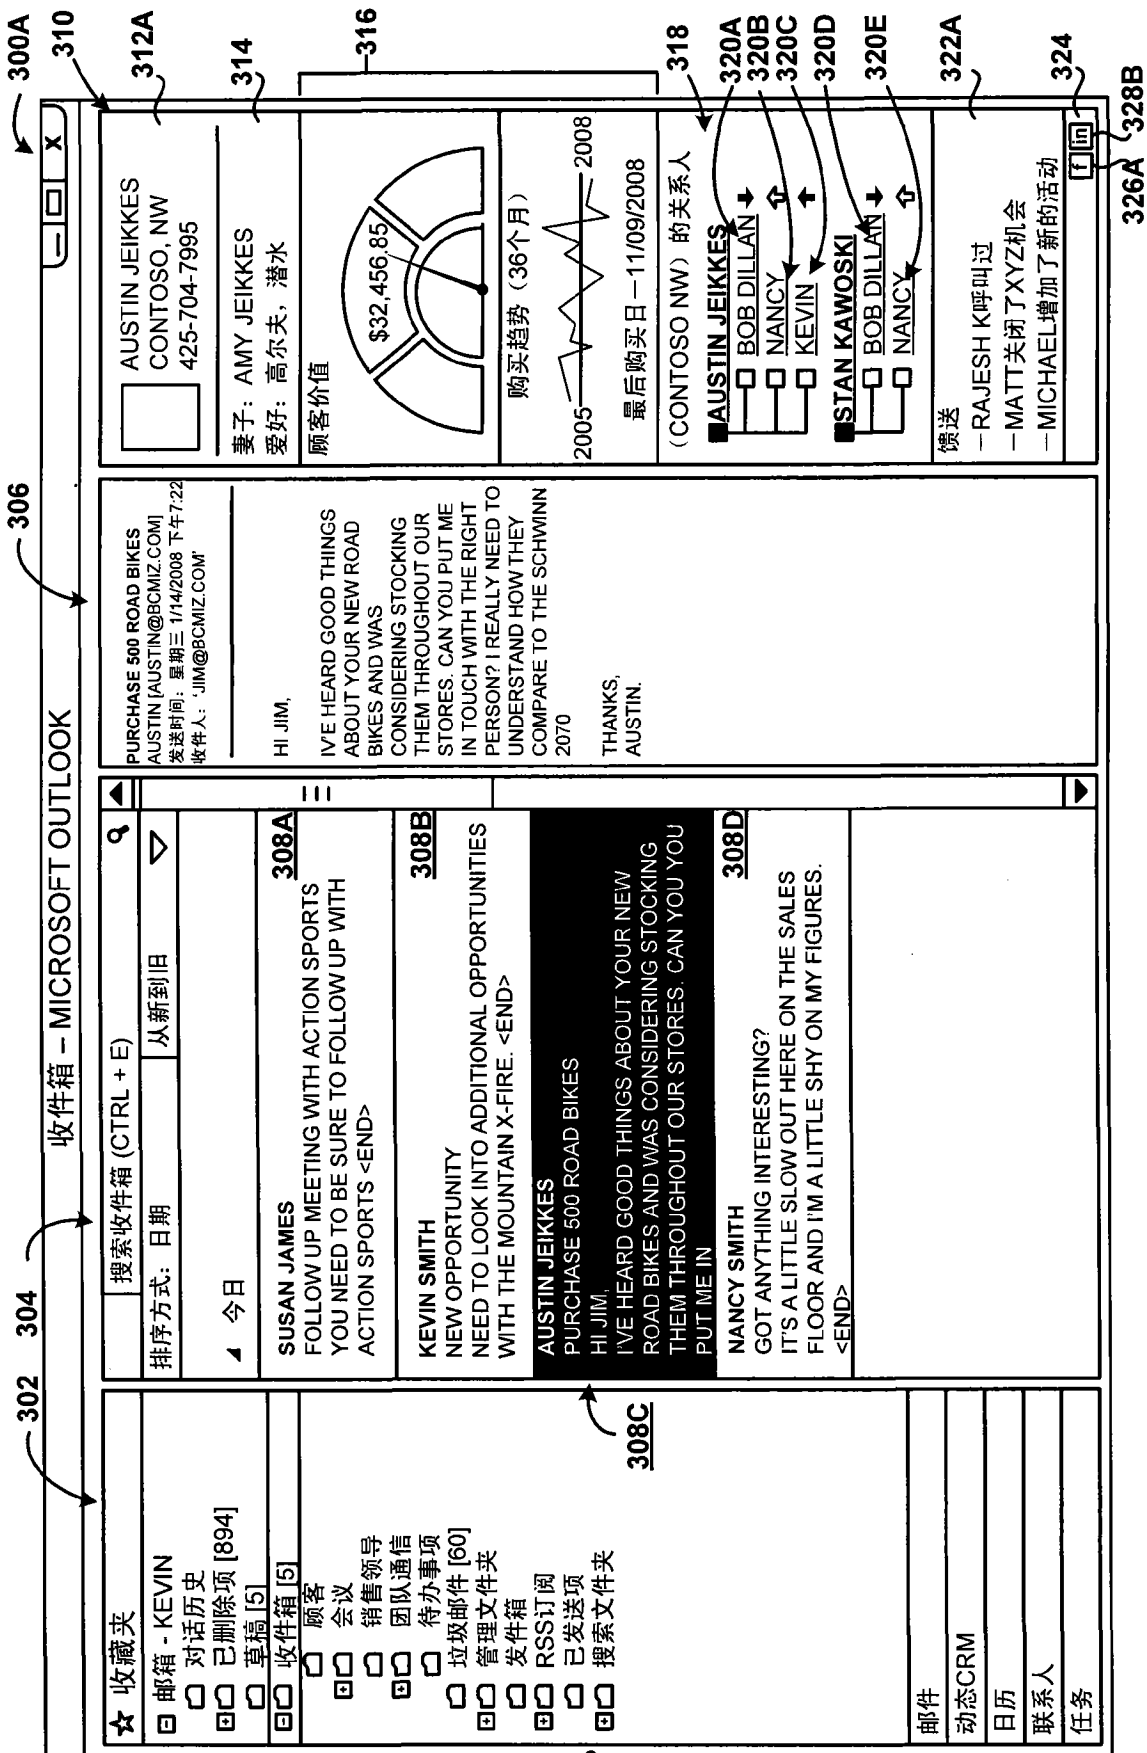 300A
收件箱 – MICROSOFT OUTLOOK
302
304
306
310
312A
314
316
318
320A
320B
320C
320D
320E
322A
324
326A
328B
收藏夹
邮箱 - KEVIN
对话历史
已删除项 [894]
草稿 [5]
收件箱 [5]
顾客
会议
销售领导
团队通信
待办事项
垃圾邮件 [60]
管理文件夹
发件箱
RSS订阅
已发送项
搜索文件夹
邮件
动态CRM
日历
联系人
任务
搜索收件箱 (CTRL + E)
排序方式：日期
从新到旧
今日
308A
SUSAN JAMES
FOLLOW UP MEETING WITH ACTION SPORTS
YOU NEED TO BE SURE TO FOLLOW UP WITH
ACTION SPORTS <END>
308B
KEVIN SMITH
NEW OPPORTUNITY
NEED TO LOOK INTO ADDITIONAL OPPORTUNITIES
WITH THE MOUNTAIN X-FIRE. <END>
308C
AUSTIN JEIKKES
PURCHASE 500 ROAD BIKES
HI JIM,
I'VE HEARD GOOD THINGS ABOUT YOUR NEW
ROAD BIKES AND WAS CONSIDERING STOCKING
THEM THROUGHOUT OUR STORES. CAN YOU YOU
PUT ME IN
308D
NANCY SMITH
GOT ANYTHING INTERESTING?
IT'S A LITTLE SLOW OUT HERE ON THE SALES
FLOOR AND I'M A LITTLE SHY ON MY FIGURES.
<END>
PURCHASE 500 ROAD BIKES
AUSTIN [AUSTIN@BCMIZ.COM]
发送时间：星期三 1/14/2008 下午7:22
收件人：'JIM@BCMIZ.COM'
HI JIM,
IV'E HEARD GOOD THINGS
ABOUT YOUR NEW ROAD
BIKES AND WAS
CONSIDERING STOCKING
THEM THROUGHOUT OUR
STORES. CAN YOU PUT ME
IN TOUCH WITH THE RIGHT
PERSON? I REALLY NEED TO
UNDERSTAND HOW THEY
COMPARE TO THE SCHWINN
2070
THANKS,
AUSTIN.
AUSTIN JEIKKES
CONTOSO, NW
425-704-7995
妻子：AMY JEIKKES
爱好：高尔夫，潜水
顾客价值
$32,456.85
购买趋势（36个月）
2005
2008
最后购买日－11/09/2008
（CONTOSO NW）的关系人
AUSTIN JEIKKES
BOB DILLAN
NANCY
KEVIN
STAN KAWOSKI
BOB DILLAN
NANCY
馈送
－RAJESH K呼叫过
－MATT关闭了XYZ机会
－MICHAEL增加了新的活动
f
in